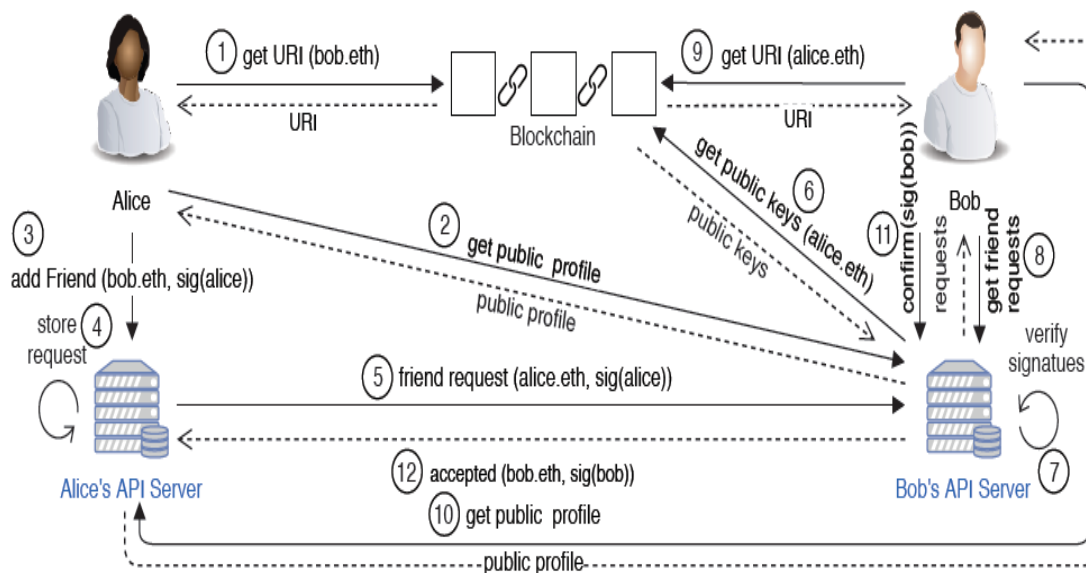 1 get URI (bob.eth)
URI
Blockchain
9 get URI (alice.eth)
URI
Alice
Bob
3
add Friend (bob.eth, sig(alice))
4
store
request
2
get public profile
public profile
6
get public keys (alice.eth)
public keys
11
confirm(sig(bob))
requests
get friend
requests
8
verify
signatues
7
5 friend request (alice.eth, sig(alice))
12 accepted (bob.eth, sig(bob))
Alice's API Server
Bob's API Server
10 get public profile
public profile